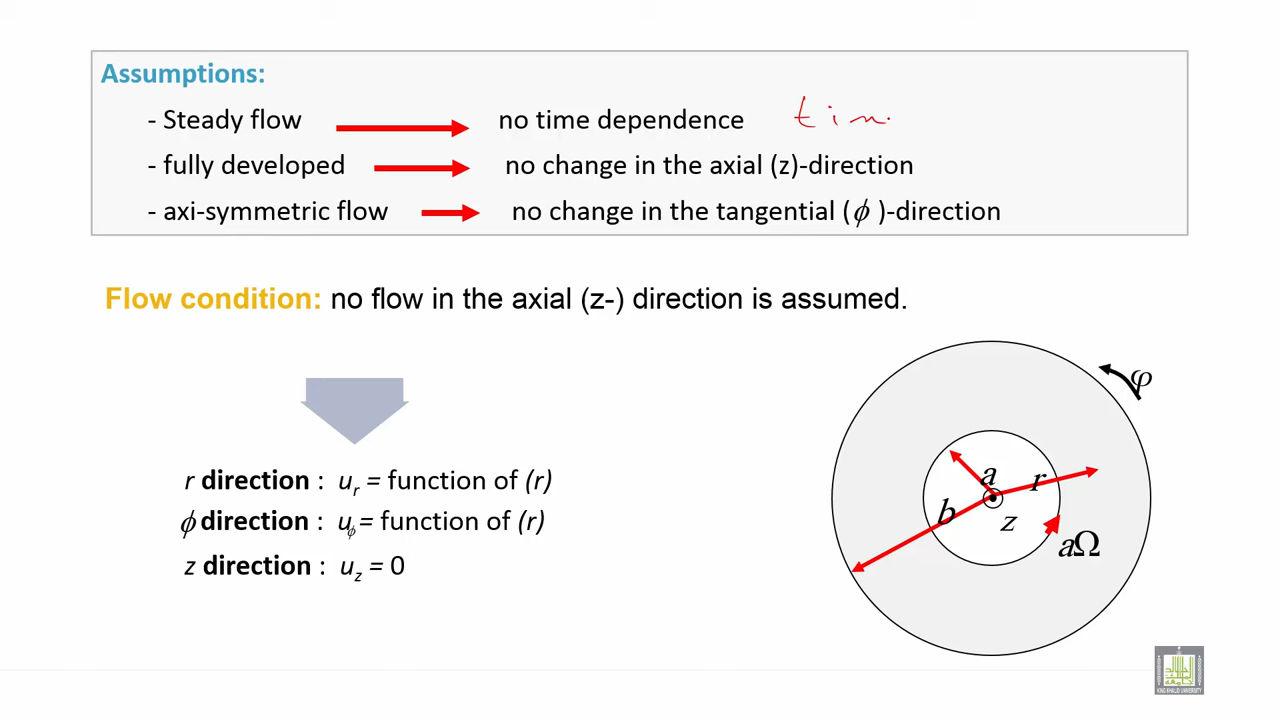 Assumptions:
- Steady flow no time dependence tim
- fully developed no change in the axial (z)-direction
- axi-symmetric flow no change in the tangential (ϕ )-direction
Flow condition: no flow in the axial (z-) direction is assumed.
φ
a
r
b
z
aΩ
r direction : uᵣ = function of (r)
ϕ direction : u_ϕ = function of (r)
z direction : u_z = 0
KING KHALID UNIVERSITY